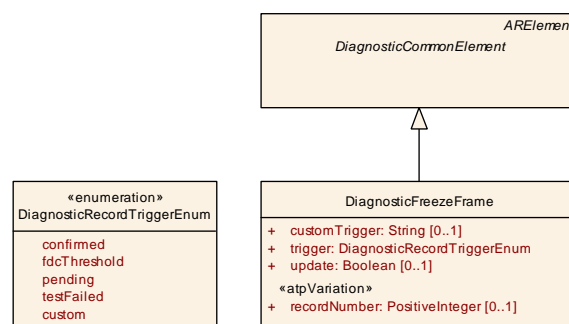 ARElemen
DiagnosticCommonElement
«enumeration»
DiagnosticRecordTriggerEnum
confirmed
fdcThreshold
pending
testFailed
custom
DiagnosticFreezeFrame
+ customTrigger: String [0..1]
+ trigger: DiagnosticRecordTriggerEnum
+ update: Boolean [0..1]
«atpVariation»
+ recordNumber: PositiveInteger [0..1]